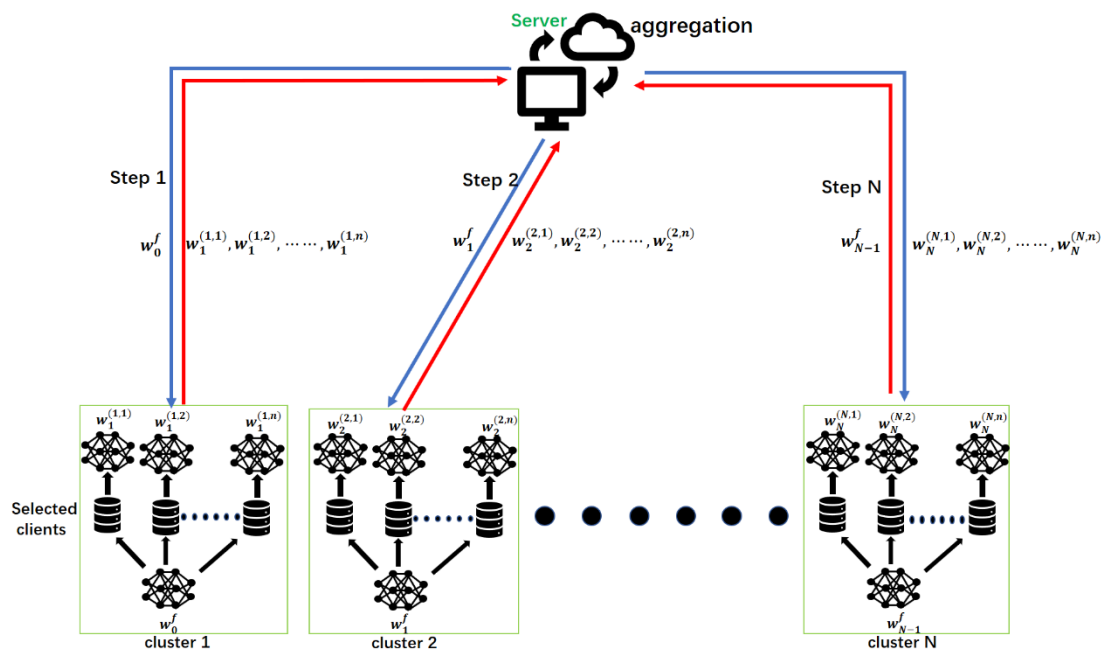 Server
aggregation
Step 1
Step 2
Step N
w_0^f
w_1^{(1,1)}, w_1^{(1,2)}, ⋯⋯, w_1^{(1,n)}
w_1^f
w_2^{(2,1)}, w_2^{(2,2)}, ⋯⋯, w_2^{(2,n)}
w_{N-1}^f
w_N^{(N,1)}, w_N^{(N,2)}, ⋯⋯, w_N^{(N,n)}
w_1^{(1,1)}
w_1^{(1,2)}
w_1^{(1,n)}
w_2^{(2,1)}
w_2^{(2,2)}
w_2^{(2,n)}
w_N^{(N,1)}
w_N^{(N,2)}
w_N^{(N,n)}
Selected
clients
w_0^f
w_1^f
w_{N-1}^f
cluster 1
cluster 2
cluster N